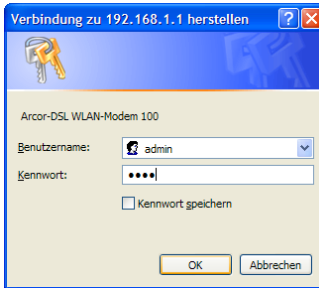 Verbindung zu 192.168.1.1 herstellen
Arcor-DSL WLAN-Modem 100
Benutzername: admin
Kennwort: ••••
Kennwort speichern
OK Abbrechen